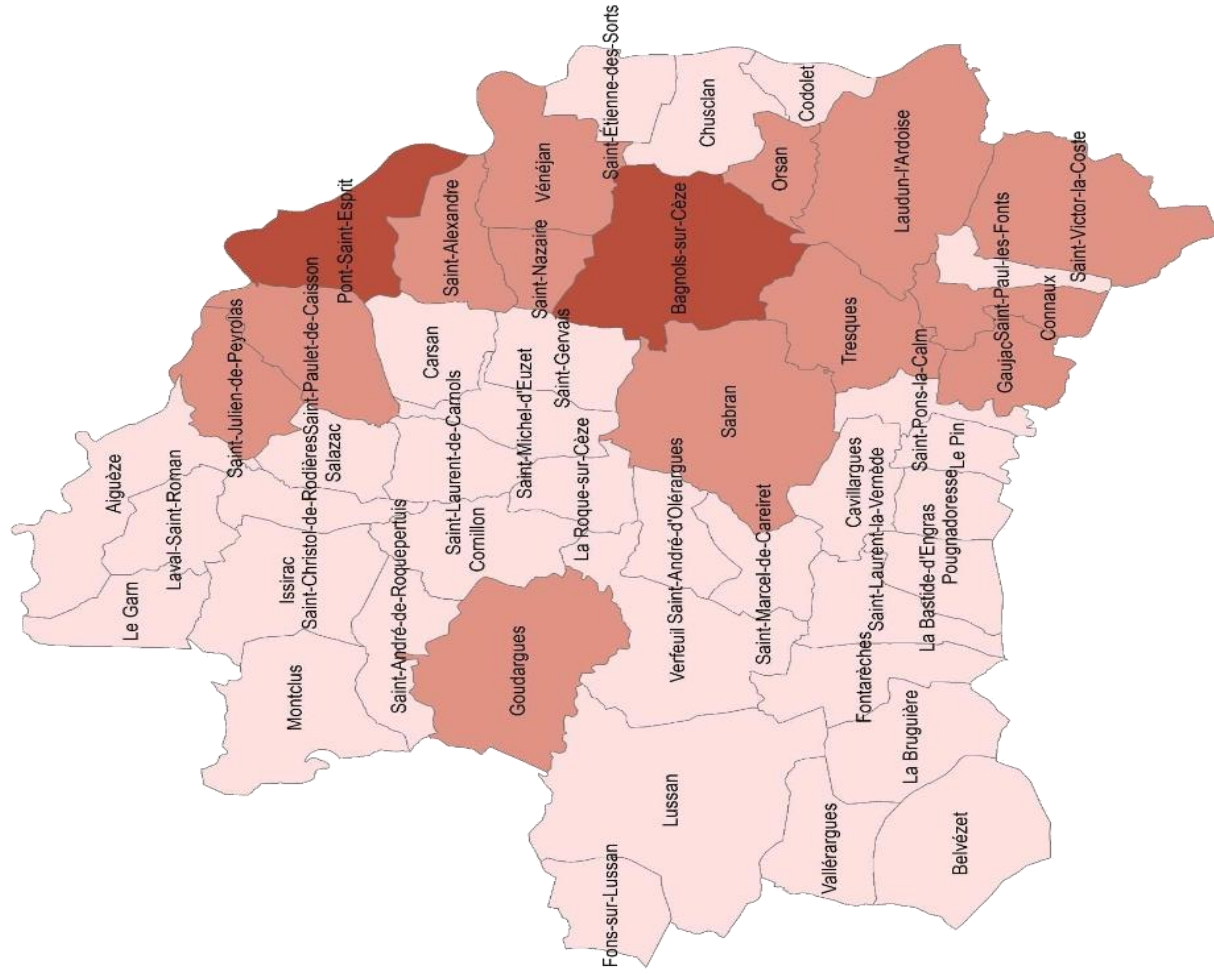 Le Garn
Aiguèze
Laval-Saint-Roman
Saint-Julien-de-Peyrolas
Montclus
Issirac
Saint-Christol-de-Rodières
Saint-Paulet-de-Caisson
Salazac
Pont-Saint-Esprit
Saint-André-de-Roquepertuis
Carsan
Saint-Laurent-de-Carnols
Saint-Alexandre
Cornillon
Goudargues
Saint-Michel-d'Euzet
Vénéjan
Saint-Nazaire
Saint-Gervais
La Roque-sur-Cèze
Fons-sur-Lussan
Saint-Étienne-des-Sorts
Lussan
Verfeuil
Saint-André-d'Olérargues
Bagnols-sur-Cèze
Chusclan
Sabran
Saint-Marcel-de-Careiret
Orsan
Codolet
Vallérargues
Tresques
Cavillargues
Fontarèches
Saint-Laurent-la-Vernède
Laudun-l'Ardoise
La Bruguière
Saint-Pons-la-Calm
La Bastide-d'Engras
Pougnadoresse
Le Pin
Belvézet
Gaujac
Saint-Paul-les-Fonts
Connaux
Saint-Victor-la-Coste